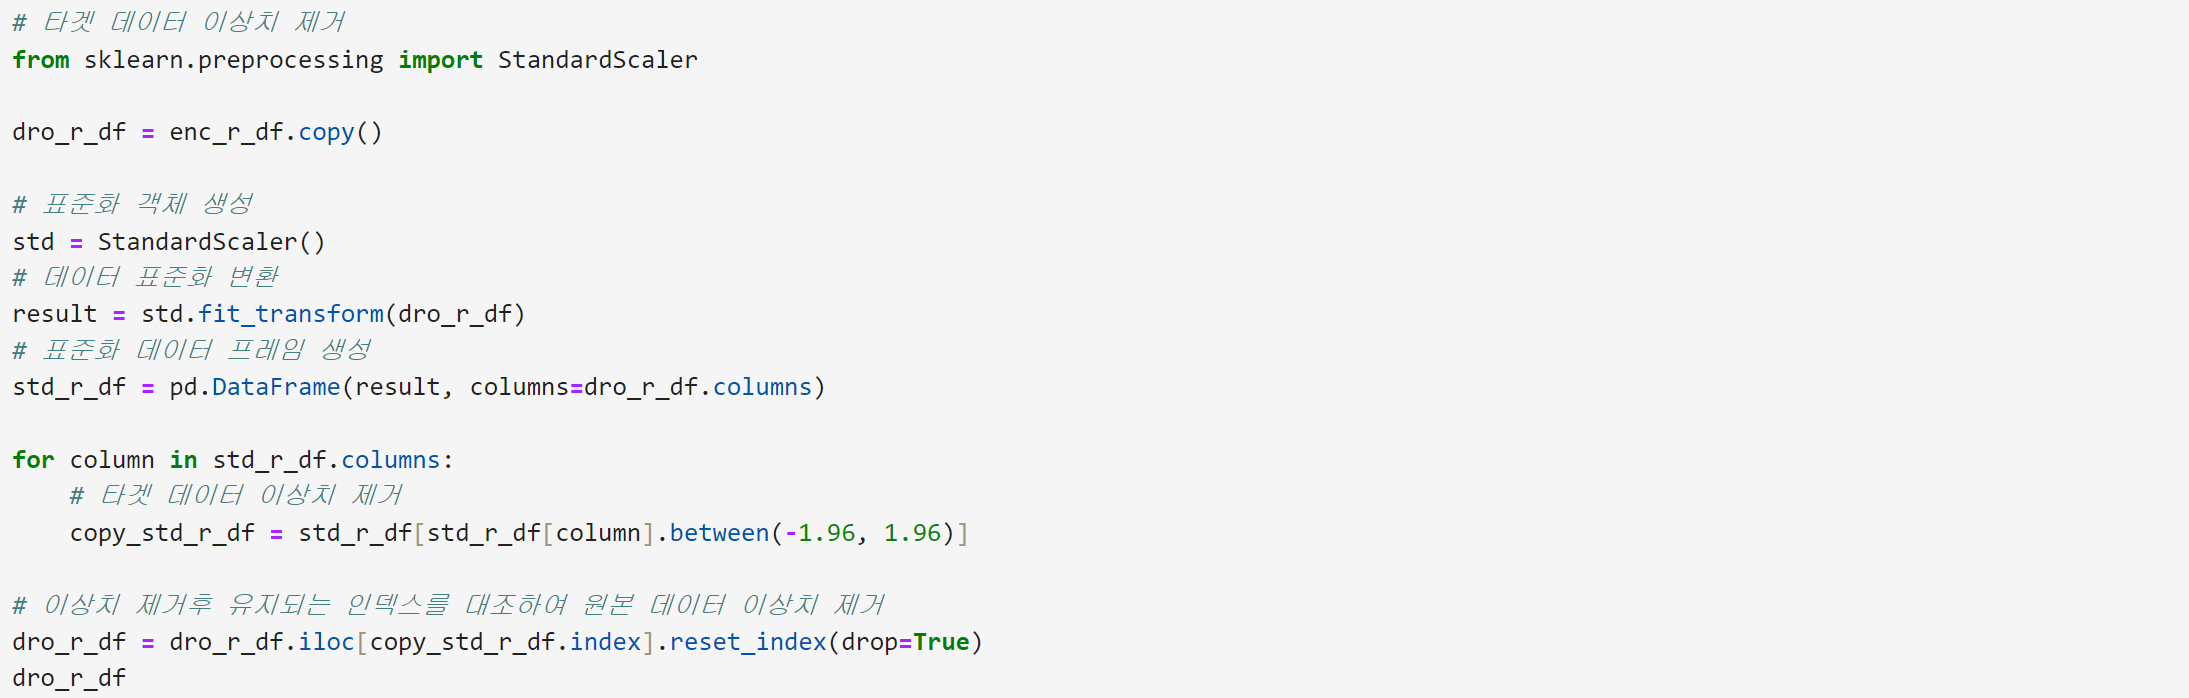 # 타겟 데이터 이상치 제거
from sklearn.preprocessing import StandardScaler
dro_r_df = enc_r_df.copy()
# 표준화 객체 생성
std = StandardScaler()
# 데이터 표준화 변환
result = std.fit_transform(dro_r_df)
# 표준화 데이터 프레임 생성
std_r_df = pd.DataFrame(result, columns=dro_r_df.columns)
for column in std_r_df.columns:
    # 타겟 데이터 이상치 제거
    copy_std_r_df = std_r_df[std_r_df[column].between(-1.96, 1.96)]
# 이상치 제거후 유지되는 인덱스를 대조하여 원본 데이터 이상치 제거
dro_r_df = dro_r_df.iloc[copy_std_r_df.index].reset_index(drop=True)
dro_r_df